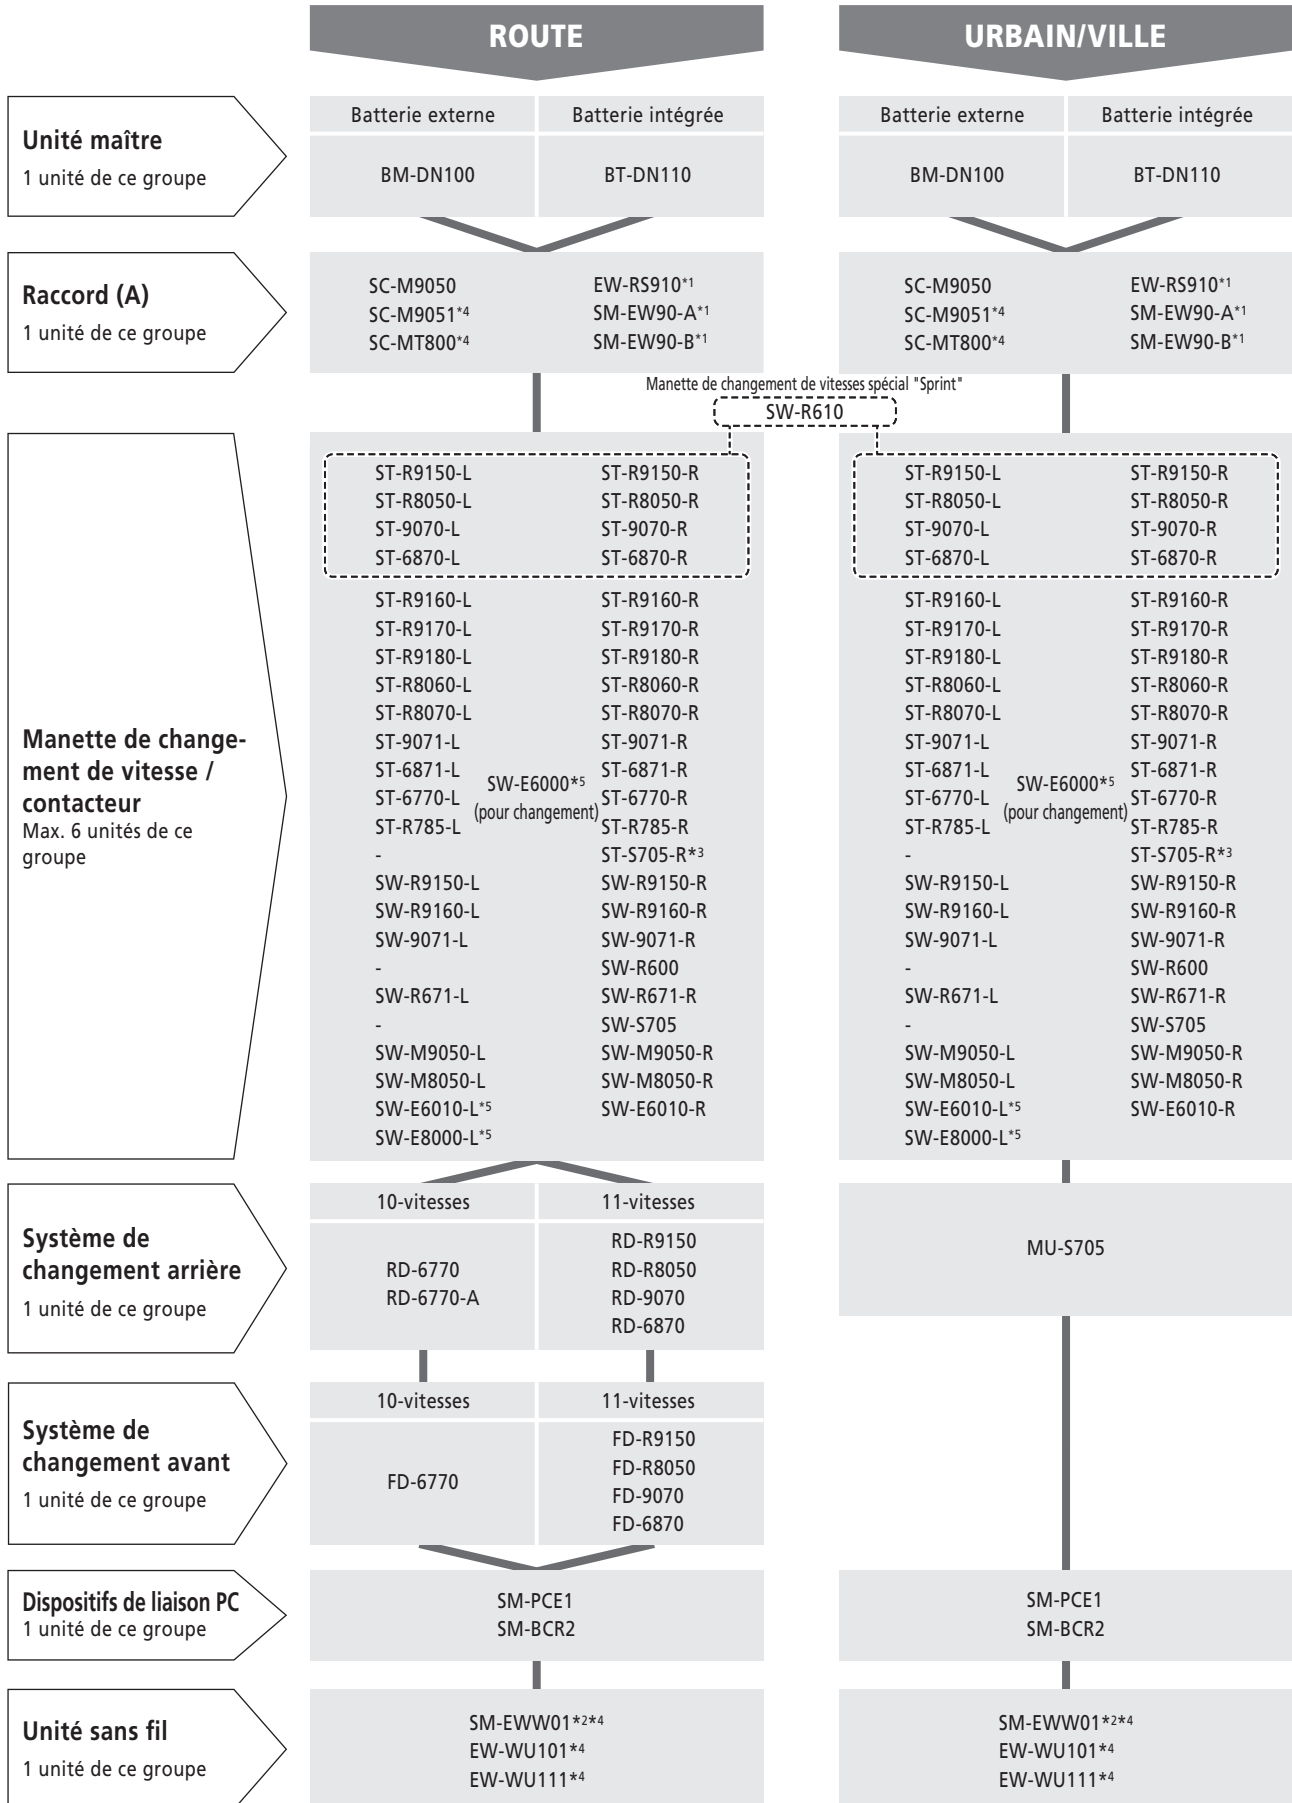 ROUTE
URBAIN/VILLE
Unité maître
1 unité de ce groupe
Batterie externe
Batterie intégrée
BM-DN100
BT-DN110
Batterie externe
Batterie intégrée
BM-DN100
BT-DN110
Raccord (A)
1 unité de ce groupe
SC-M9050
SC-M9051*4
SC-MT800*4
EW-RS910*1
SM-EW90-A*1
SM-EW90-B*1
SC-M9050
SC-M9051*4
SC-MT800*4
EW-RS910*1
SM-EW90-A*1
SM-EW90-B*1
Manette de changement de vitesses spécial "Sprint"
SW-R610
Manette de change-
ment de vitesse /
contacteur
Max. 6 unités de ce
groupe
ST-R9150-L
ST-R8050-L
ST-9070-L
ST-6870-L
ST-R9160-L
ST-R9170-L
ST-R9180-L
ST-R8060-L
ST-R8070-L
ST-9071-L
ST-6871-L
ST-6770-L
ST-R785-L
-
SW-R9150-L
SW-R9160-L
SW-9071-L
-
SW-R671-L
-
SW-M9050-L
SW-M8050-L
SW-E6010-L*5
SW-E8000-L*5
SW-E6000*5
(pour changement)
ST-R9150-R
ST-R8050-R
ST-9070-R
ST-6870-R
ST-R9160-R
ST-R9170-R
ST-R9180-R
ST-R8060-R
ST-R8070-R
ST-9071-R
ST-6871-R
ST-6770-R
ST-R785-R
ST-S705-R*3
SW-R9150-R
SW-R9160-R
SW-9071-R
SW-R600
SW-R671-R
SW-S705
SW-M9050-R
SW-M8050-R
SW-E6010-R
ST-R9150-L
ST-R8050-L
ST-9070-L
ST-6870-L
ST-R9160-L
ST-R9170-L
ST-R9180-L
ST-R8060-L
ST-R8070-L
ST-9071-L
ST-6871-L
ST-6770-L
ST-R785-L
-
SW-R9150-L
SW-R9160-L
SW-9071-L
-
SW-R671-L
-
SW-M9050-L
SW-M8050-L
SW-E6010-L*5
SW-E8000-L*5
SW-E6000*5
(pour changement)
ST-R9150-R
ST-R8050-R
ST-9070-R
ST-6870-R
ST-R9160-R
ST-R9170-R
ST-R9180-R
ST-R8060-R
ST-R8070-R
ST-9071-R
ST-6871-R
ST-6770-R
ST-R785-R
ST-S705-R*3
SW-R9150-R
SW-R9160-R
SW-9071-R
SW-R600
SW-R671-R
SW-S705
SW-M9050-R
SW-M8050-R
SW-E6010-R
Système de
changement arrière
1 unité de ce groupe
10-vitesses
11-vitesses
RD-6770
RD-6770-A
RD-R9150
RD-R8050
RD-9070
RD-6870
MU-S705
Système de
changement avant
1 unité de ce groupe
10-vitesses
11-vitesses
FD-6770
FD-R9150
FD-R8050
FD-9070
FD-6870
Dispositifs de liaison PC
1 unité de ce groupe
SM-PCE1
SM-BCR2
SM-PCE1
SM-BCR2
Unité sans fil
1 unité de ce groupe
SM-EWW01*2*4
EW-WU101*4
EW-WU111*4
SM-EWW01*2*4
EW-WU101*4
EW-WU111*4